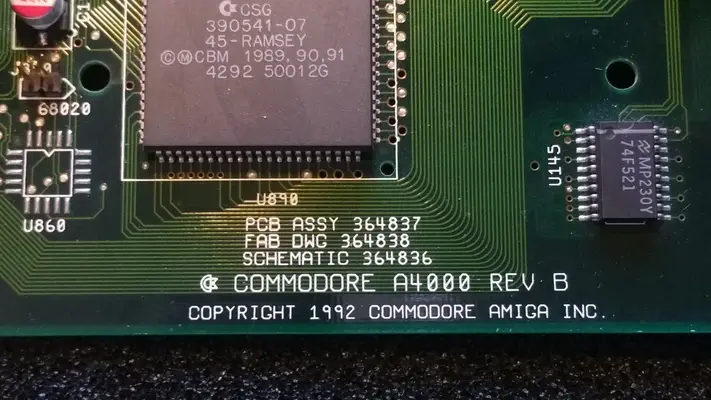 CSG
390541-07
45-RAMSEY
©ⓂCBM 1989,90,91
4292 50012G
68020
U860
U890
U145
MP230Y
74F521
PCB ASSY 364837
FAB DWG 364838
SCHEMATIC 364836
COMMODORE A4000 REV B
COPYRIGHT 1992 COMMODORE AMIGA INC.